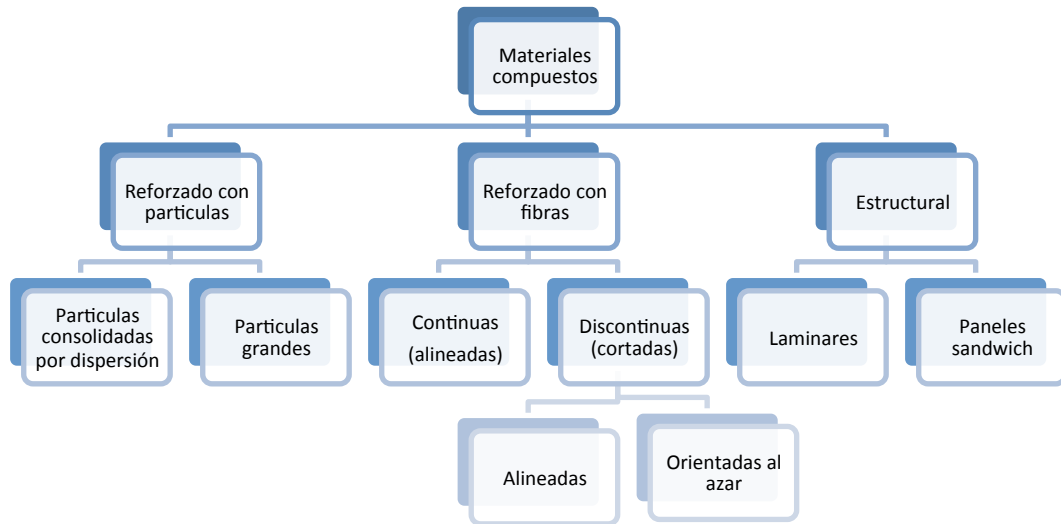 Materiales
compuestos
Reforzado con
particulas
Reforzado con
fibras
Estructural
Particulas
consolidadas
por dispersión
Particulas
grandes
Continuas
(alineadas)
Discontinuas
(cortadas)
Laminares
Paneles
sandwich
Alineadas
Orientadas al
azar